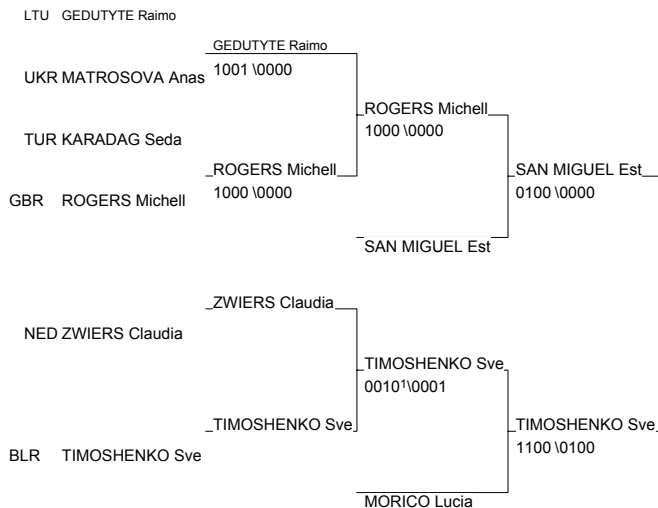 LTU GEDUTYTE Raimo
GEDUTYTE Raimo
1001 \0000
UKR MATROSOVA Anas
ROGERS Michell
1000 \0000
TUR KARADAG Seda
ROGERS Michell
1000 \0000
SAN MIGUEL Est
0100 \0000
GBR ROGERS Michell
SAN MIGUEL Est
ZWIERS Claudia
NED ZWIERS Claudia
TIMOSHENKO Sve
0010¹\0001
TIMOSHENKO Sve
TIMOSHENKO Sve
1100 \0100
BLR TIMOSHENKO Sve
MORICO Lucia